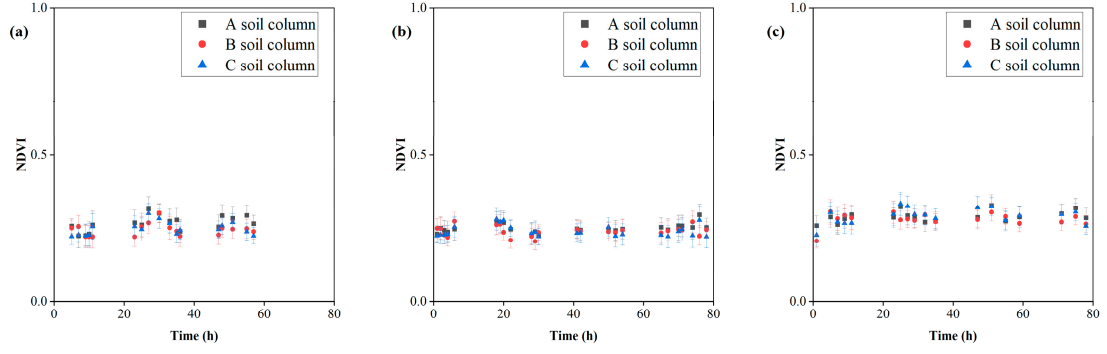 (a)
A soil column
B soil column
C soil column
NDVI
1.0
0.5
0.0
0
20
40
60
80
Time (h)
(b)
A soil column
B soil column
C soil column
NDVI
1.0
0.5
0.0
0
20
40
60
80
Time (h)
(c)
A soil column
B soil column
C soil column
NDVI
1.0
0.5
0.0
0
20
40
60
80
Time (h)